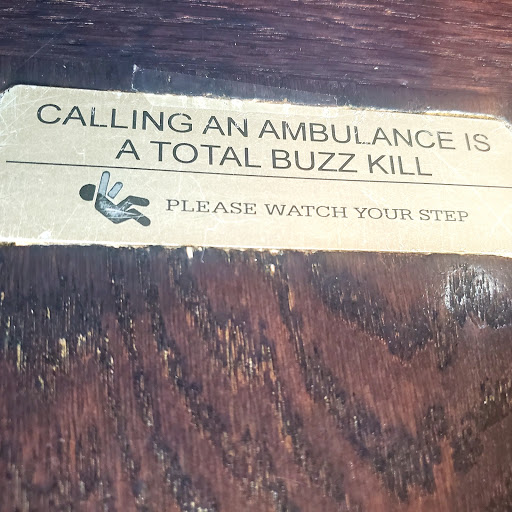 CALLING AN AMBULANCE IS
A TOTAL BUZZ KILL
PLEASE WATCH YOUR STEP